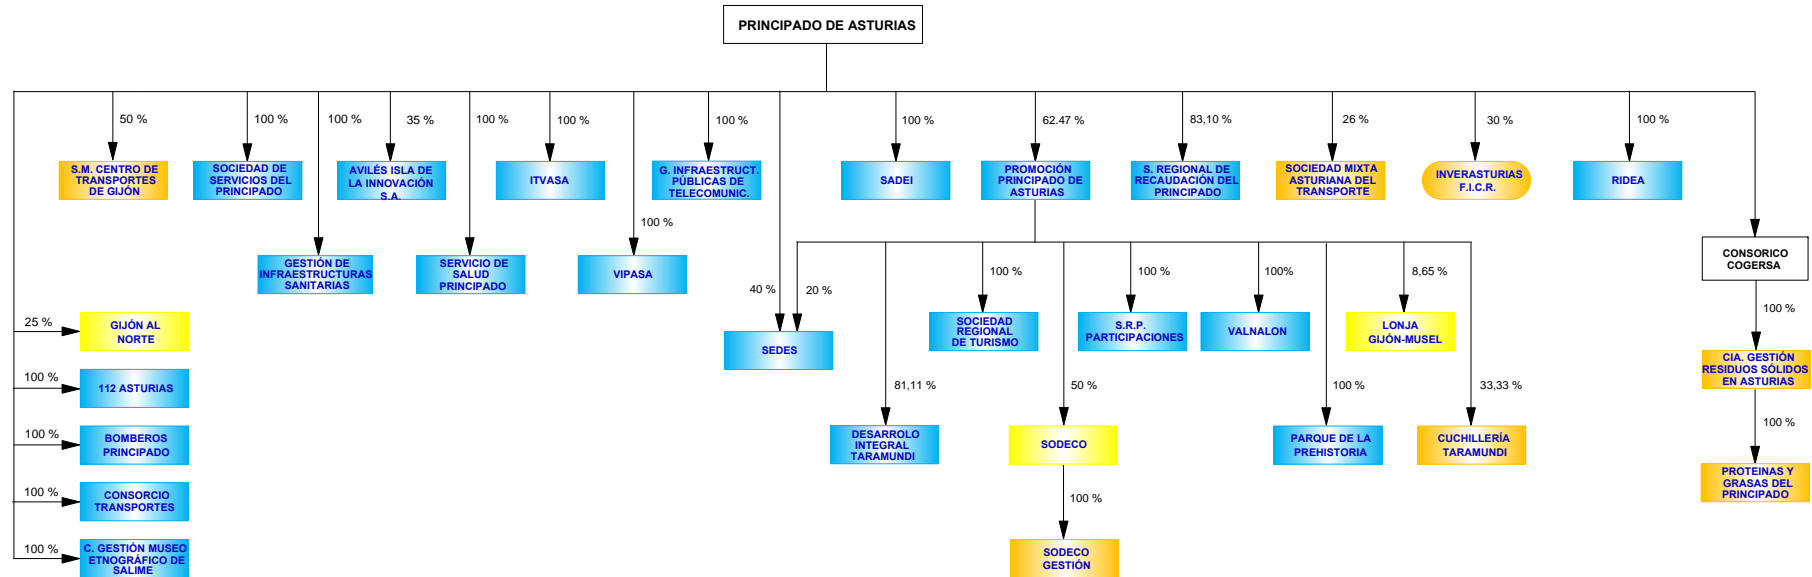 PRINCIPADO DE ASTURIAS
50 %
100 %
100 %
35 %
100 %
100 %
100 %
100 %
62.47 %
83,10 %
26 %
30 %
100 %
S.M. CENTRO DE
TRANSPORTES
DE GIJÓN
SOCIEDAD DE
SERVICIOS DEL
PRINCIPADO
AVILÉS ISLA DE
LA INNOVACIÓN
S.A.
ITVASA
G. INFRAESTRUCT.
PÚBLICAS DE
TELECOMUNIC.
SADEI
PROMOCIÓN
PRINCIPADO DE
ASTURIAS
S. REGIONAL DE
RECAUDACIÓN DEL
PRINCIPADO
SOCIEDAD MIXTA
ASTURIANA DEL
TRANSPORTE
INVERASTURIAS
F.I.C.R.
RIDEA
100 %
GESTIÓN DE
INFRAESTRUCTURAS
SANITARIAS
SERVICIO DE
SALUD
PRINCIPADO
VIPASA
CONSORICO
COGERSA
40 %
20 %
100 %
100 %
100%
8,65 %
100 %
25 %
GIJÓN AL
NORTE
SEDES
SOCIEDAD
REGIONAL
DE TURISMO
S.R.P.
PARTICIPACIONES
VALNALON
LONJA
GIJÓN-MUSEL
CIA. GESTIÓN
RESIDUOS SÓLIDOS
EN ASTURIAS
100 %
112 ASTURIAS
81,11 %
50 %
100 %
33,33 %
100 %
100 %
BOMBEROS
PRINCIPADO
DESARROLO
INTEGRAL
TARAMUNDI
SODECO
PARQUE DE LA
PREHISTORIA
CUCHILLERÍA
TARAMUNDI
PROTEINAS Y
GRASAS DEL
PRINCIPADO
100 %
CONSORCIO
TRANSPORTES
100 %
100 %
C. GESTIÓN MUSEO
ETNOGRÁFICO DE
SALIME
SODECO
GESTIÓN